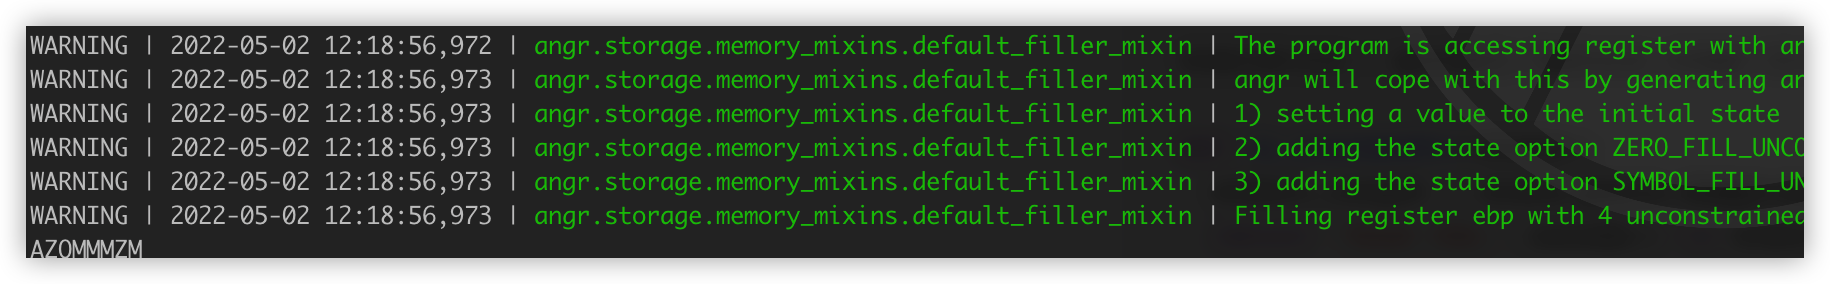 WARNING | 2022-05-02 12:18:56,972 | angr.storage.memory_mixins.default_filler_mixin | The program is accessing register with an
WARNING | 2022-05-02 12:18:56,973 | angr.storage.memory_mixins.default_filler_mixin | angr will cope with this by generating an
WARNING | 2022-05-02 12:18:56,973 | angr.storage.memory_mixins.default_filler_mixin | 1) setting a value to the initial state
WARNING | 2022-05-02 12:18:56,973 | angr.storage.memory_mixins.default_filler_mixin | 2) adding the state option ZERO_FILL_UNCO
WARNING | 2022-05-02 12:18:56,973 | angr.storage.memory_mixins.default_filler_mixin | 3) adding the state option SYMBOL_FILL_UN
WARNING | 2022-05-02 12:18:56,973 | angr.storage.memory_mixins.default_filler_mixin | Filling register ebp with 4 unconstrained
AZOMMMZM